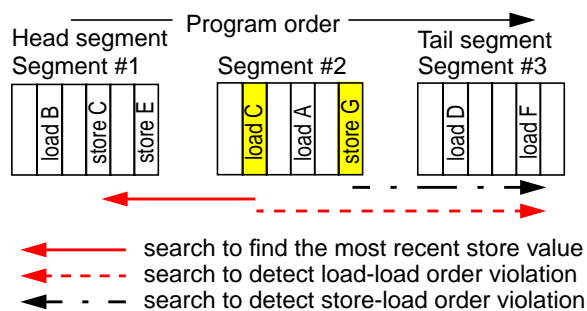 Program order
Head segment
Segment #1
Segment #2
Tail segment
Segment #3
load B
store C
store E
load C
load A
store G
load D
load F
search to find the most recent store value
search to detect load-load order violation
search to detect store-load order violation